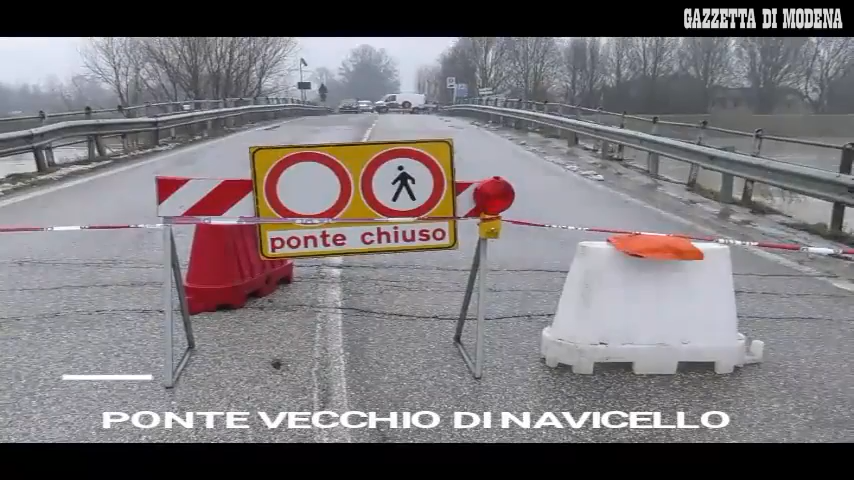 GAZZETTA DI MODENA
ponte chiuso
PONTE VECCHIO DI NAVICELLO